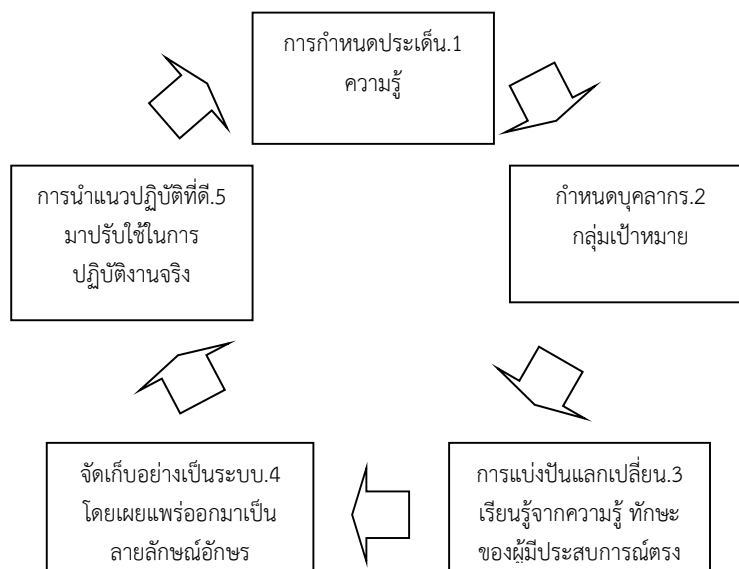 การกำหนดประเด็น.1
ความรู้
กำหนดบุคลากร.2
กลุ่มเป้าหมาย
การแบ่งปันแลกเปลี่ยน.3
เรียนรู้จากความรู้ ทักษะ
ของผู้มีประสบการณ์ตรง
จัดเก็บอย่างเป็นระบบ.4
โดยเผยแพร่ออกมาเป็น
ลายลักษณ์อักษร
การนำแนวปฏิบัติที่ดี.5
มาปรับใช้ในการ
ปฏิบัติงานจริง